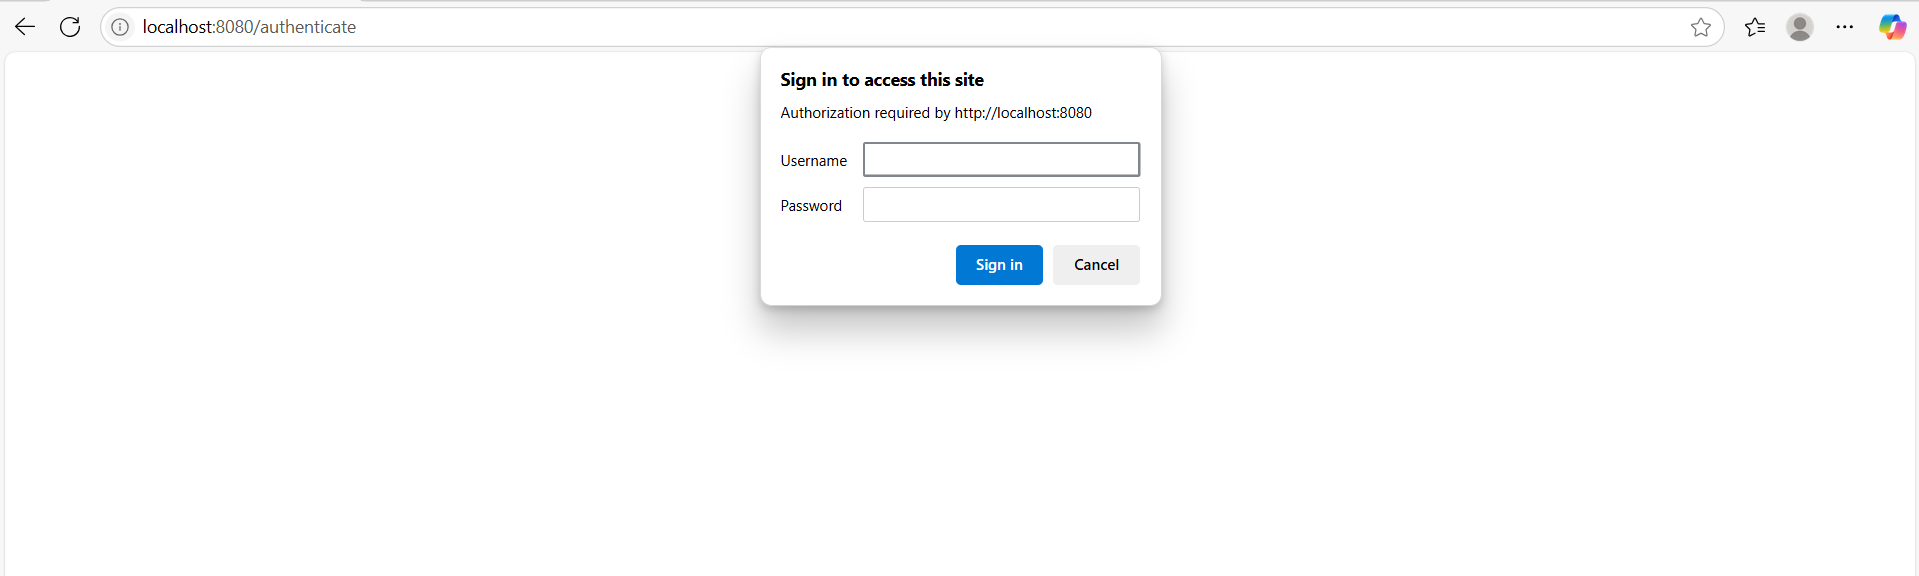 localhost:8080/authenticate
Sign in to access this site
Authorization required by http://localhost:8080
Username
Password
Sign in Cancel